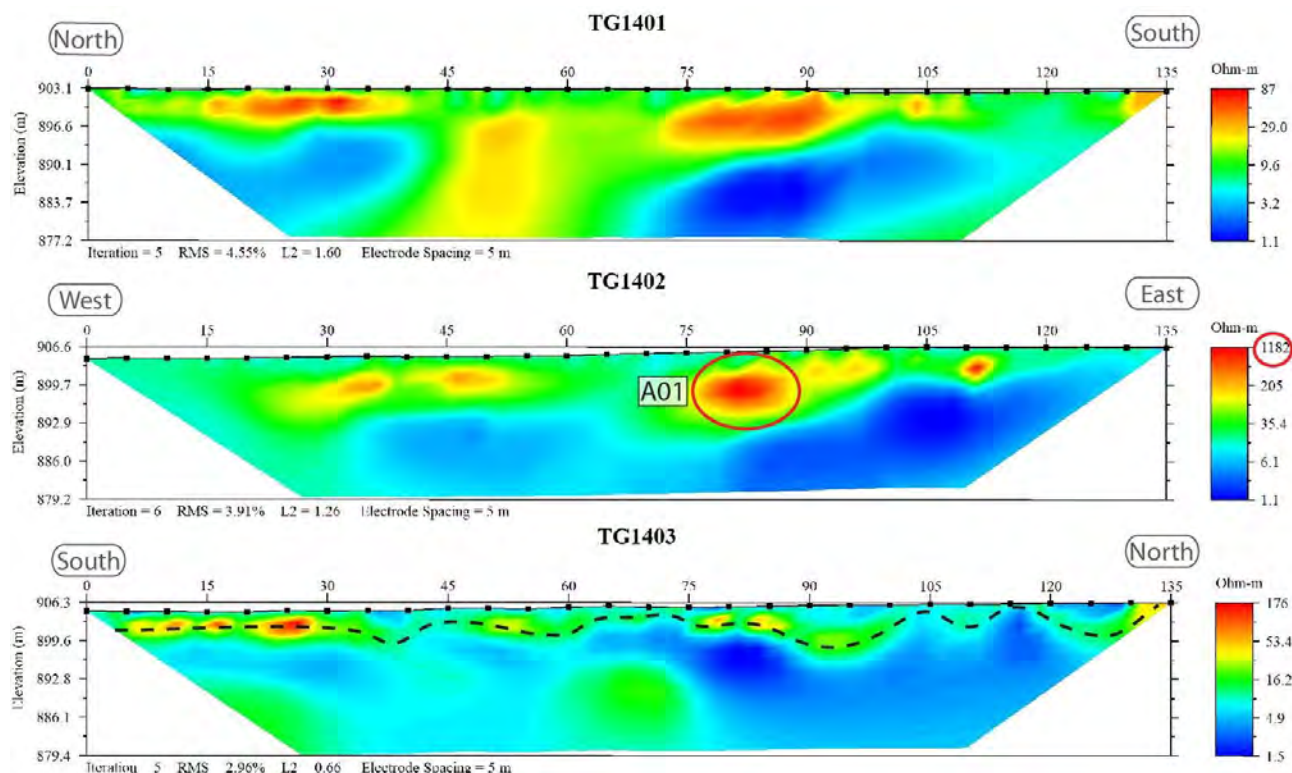 TG1401
North South
0 15 30 45 60 75 90 105 120 135
Ohm-m
903.1 896.6 890.1 883.7 877.2
Elevation (m)
87 29.0 9.6 3.2 1.1
Iteration = 5 RMS = 4.55% L2 = 1.60 Electrode Spacing = 5 m
TG1402
West East
0 15 30 45 60 75 90 105 120 135
Ohm-m
906.6 899.7 892.9 886.0 879.2
Elevation (m)
A01
1182 205 35.4 6.1 1.1
Iteration = 6 RMS = 3.91% L2 = 1.26 Electrode Spacing = 5 m
TG1403
South North
0 15 30 45 60 75 90 105 120 135
Ohm-m
906.3 899.6 892.8 886.1 879.4
Elevation (m)
176 53.4 16.2 4.9 1.5
Iteration 5 RMS 2.96% L2 0.66 Electrode Spacing = 5 m